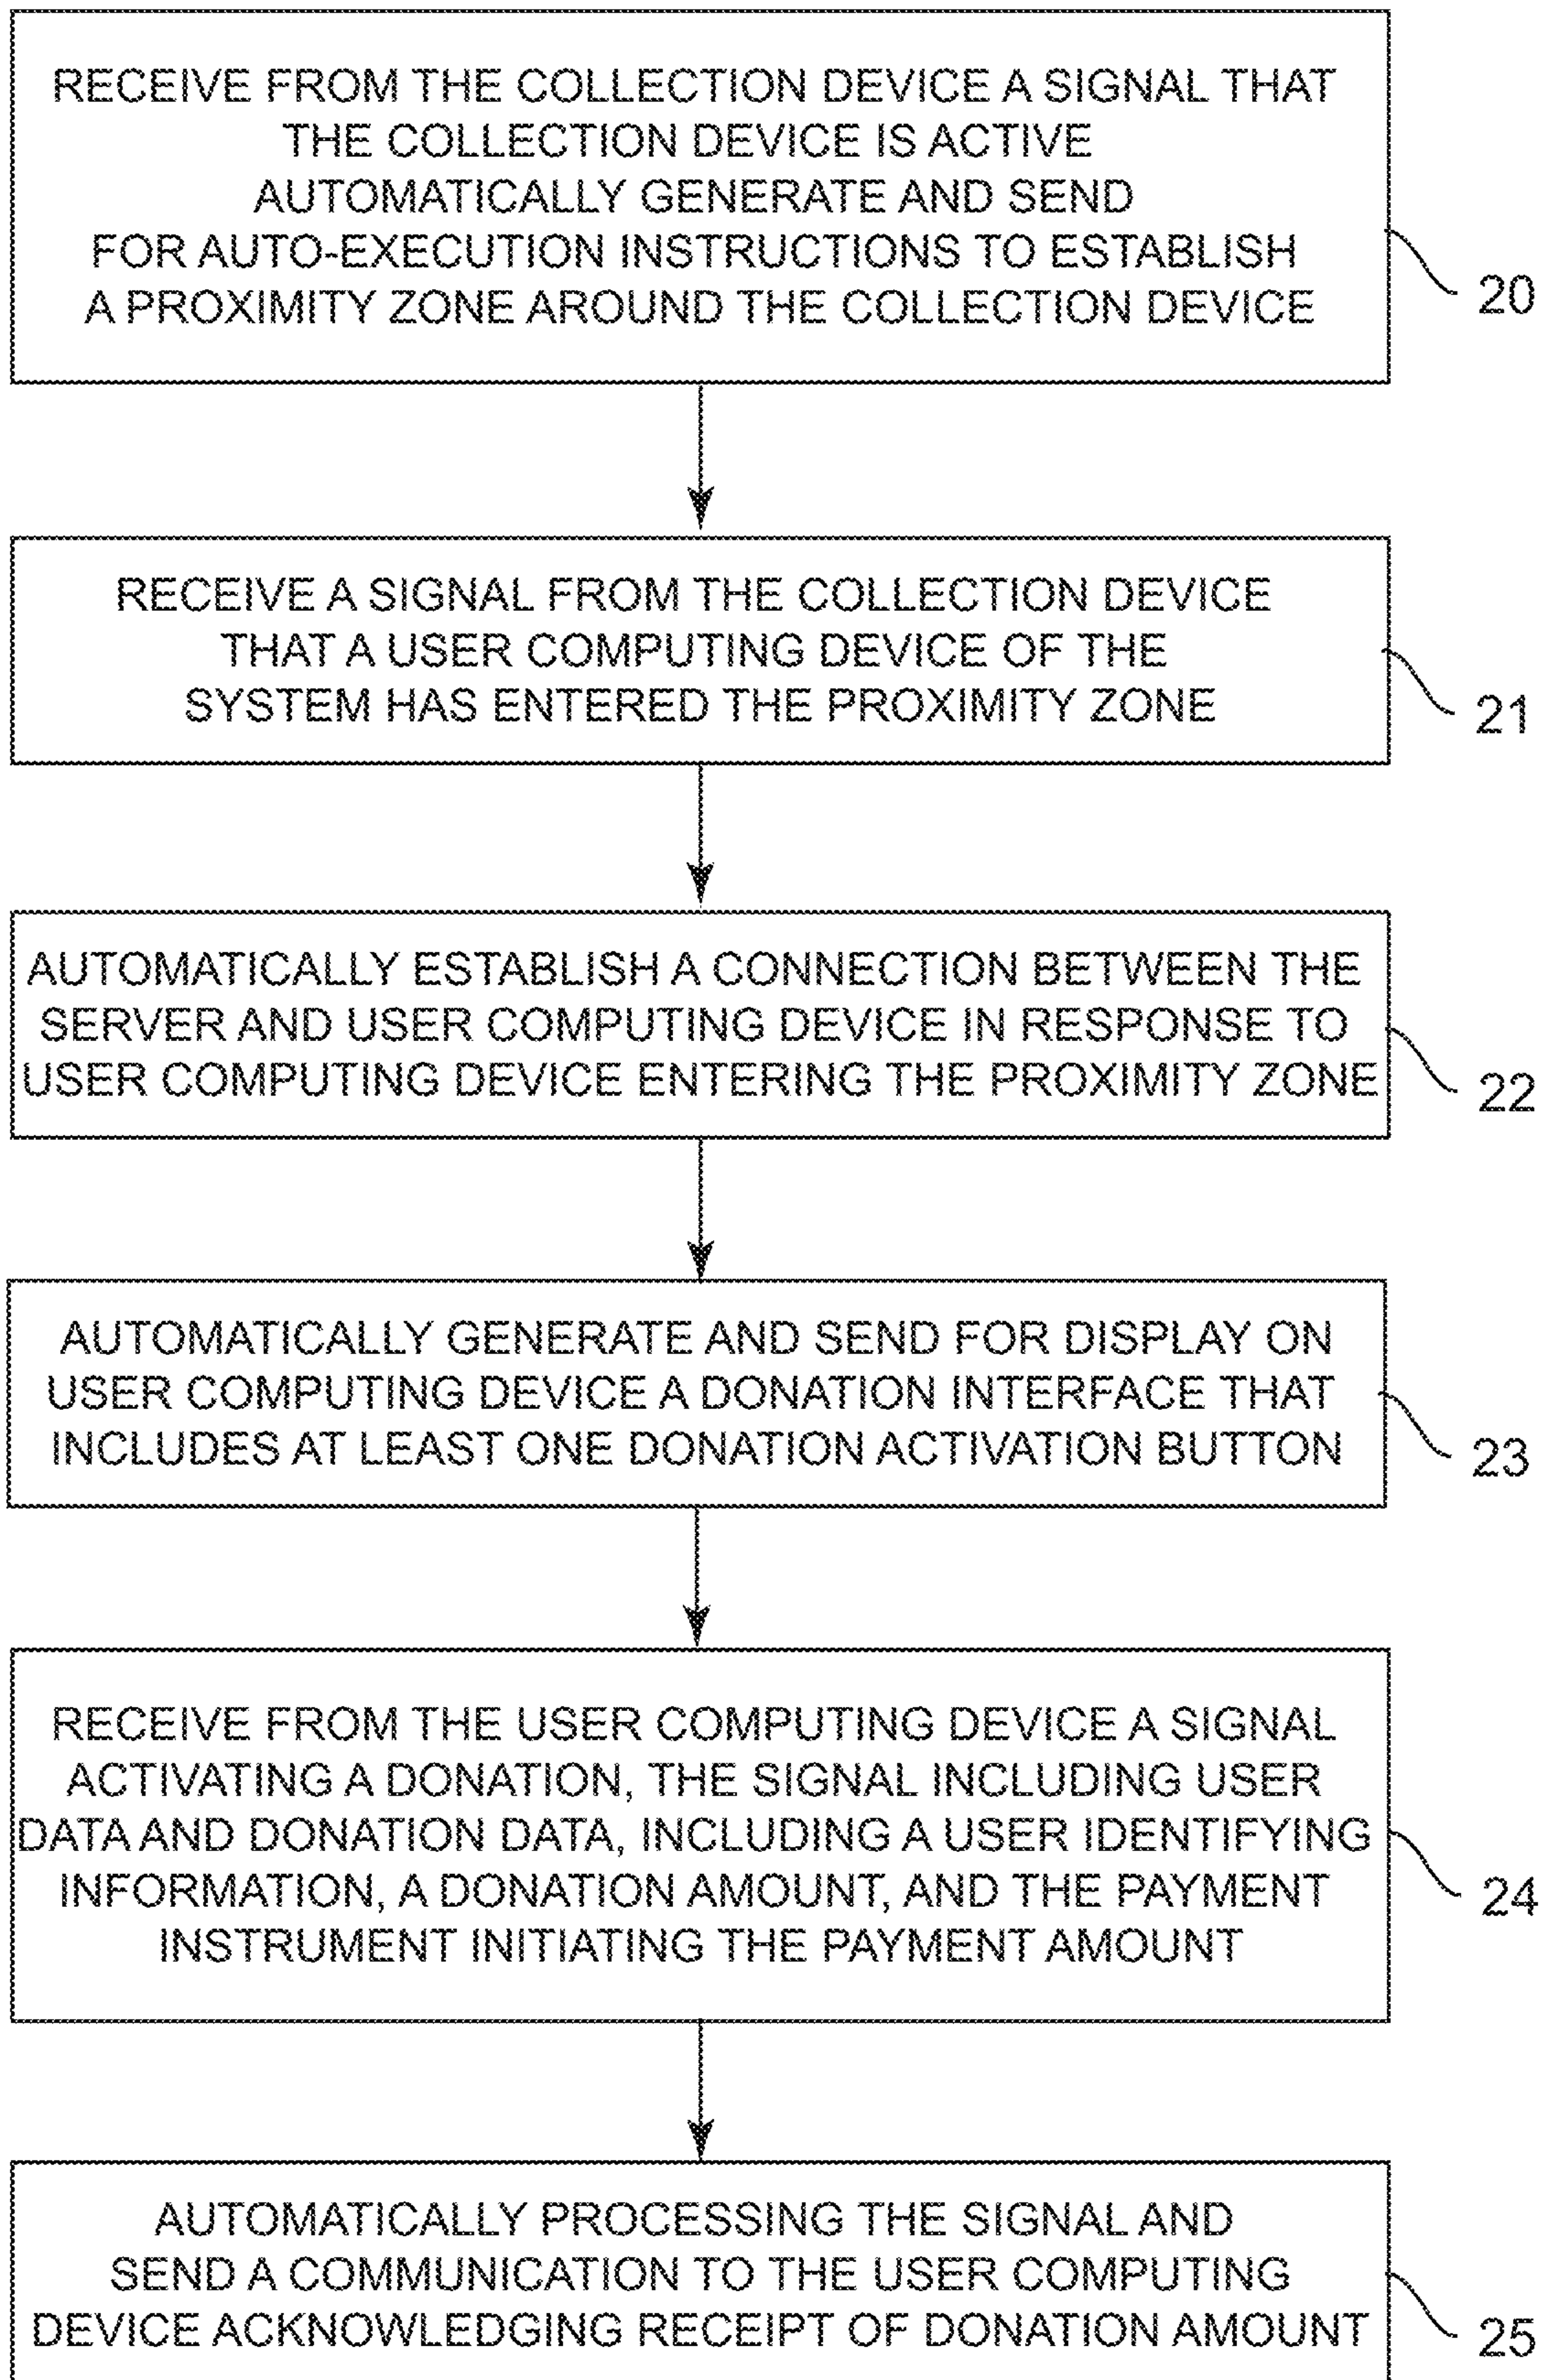 RECEIVE FROM THE COLLECTION DEVICE A SIGNAL THAT
THE COLLECTION DEVICE IS ACTIVE
AUTOMATICALLY GENERATE AND SEND
FOR AUTO-EXECUTION INSTRUCTIONS TO ESTABLISH
A PROXIMITY ZONE AROUND THE COLLECTION DEVICE
20
RECEIVE A SIGNAL FROM THE COLLECTION DEVICE
THAT A USER COMPUTING DEVICE OF THE
SYSTEM HAS ENTERED THE PROXIMITY ZONE
21
AUTOMATICALLY ESTABLISH A CONNECTION BETWEEN THE
SERVER AND USER COMPUTING DEVICE IN RESPONSE TO
USER COMPUTING DEVICE ENTERING THE PROXIMITY ZONE
22
AUTOMATICALLY GENERATE AND SEND FOR DISPLAY ON
USER COMPUTING DEVICE A DONATION INTERFACE THAT
INCLUDES AT LEAST ONE DONATION ACTIVATION BUTTON
23
RECEIVE FROM THE USER COMPUTING DEVICE A SIGNAL
ACTIVATING A DONATION, THE SIGNAL INCLUDING USER
DATA AND DONATION DATA, INCLUDING A USER IDENTIFYING
INFORMATION, A DONATION AMOUNT, AND THE PAYMENT
INSTRUMENT INITIATING THE PAYMENT AMOUNT
24
AUTOMATICALLY PROCESSING THE SIGNAL AND
SEND A COMMUNICATION TO THE USER COMPUTING
DEVICE ACKNOWLEDGING RECEIPT OF DONATION AMOUNT
25